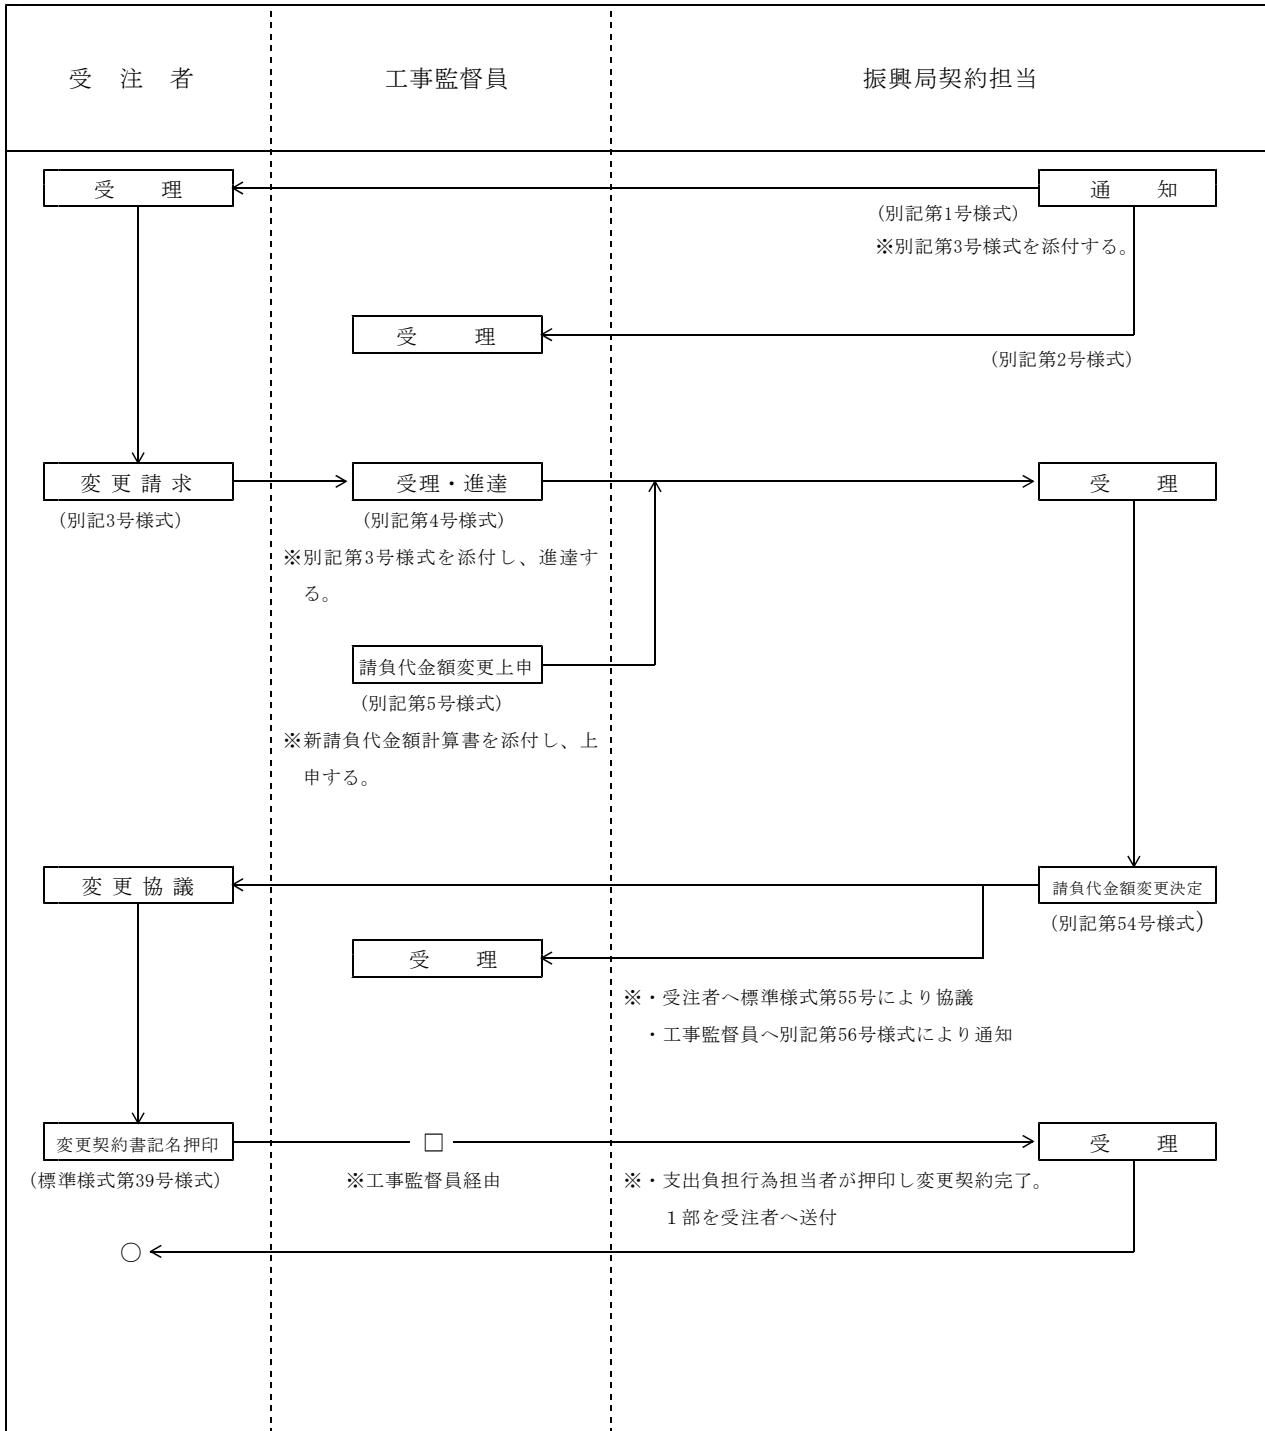 受　注　者
工事監督員
振興局契約担当
受　　理
通　　知
(別記第1号様式)
※別記第3号様式を添付する。
受　　理
(別記第2号様式)
変 更 請 求
受理・進達
受　　理
(別記3号様式)
(別記第4号様式)
※別記第3号様式を添付し、進達す
る。
請負代金額変更上申
(別記第5号様式)
※新請負代金額計算書を添付し、上
申する。
変 更 協 議
請負代金額変更決定
(別記第54号様式)
受　　理
※・受注者へ標準様式第55号により協議
・工事監督員へ別記第56号様式により通知
変更契約書記名押印
□
受　　理
(標準様式第39号様式)
※工事監督員経由
※・支出負担行為担当者が押印し変更契約完了。
１部を受注者へ送付
○